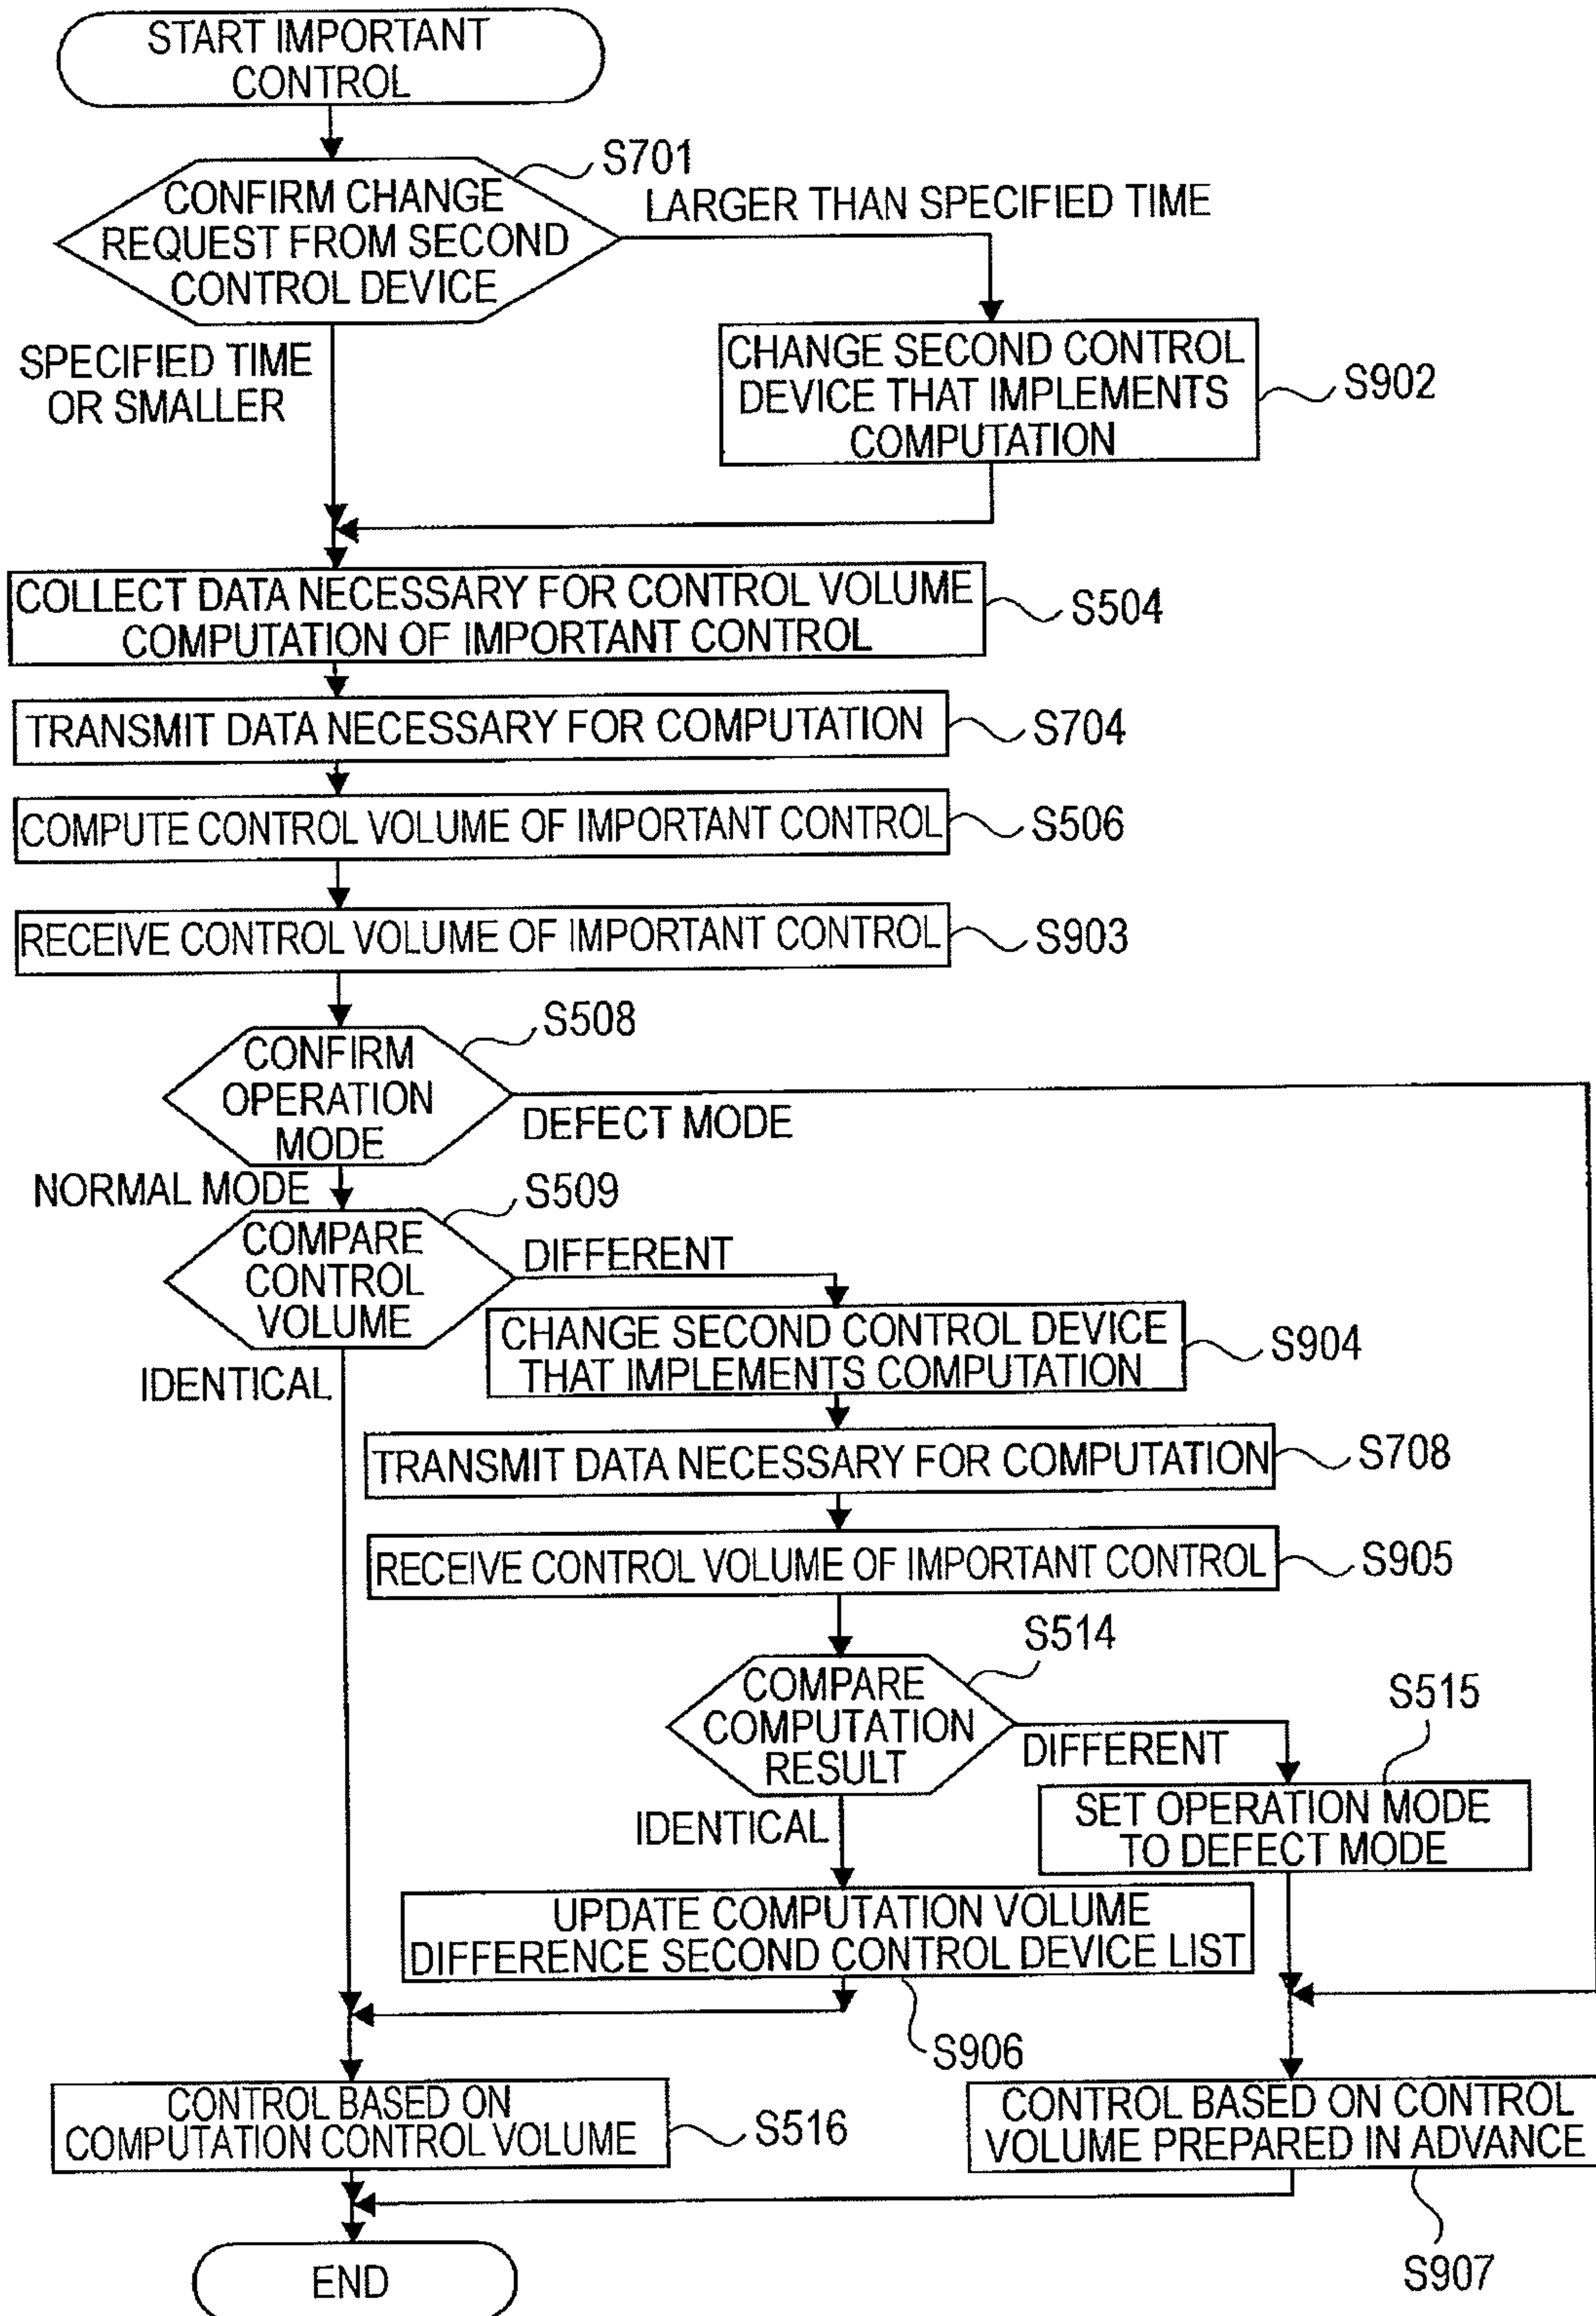 START IMPORTANT
CONTROL
S701
CONFIRM CHANGE
REQUEST FROM SECOND
CONTROL DEVICE
LARGER THAN SPECIFIED TIME
SPECIFIED TIME
OR SMALLER
CHANGE SECOND CONTROL
DEVICE THAT IMPLEMENTS
COMPUTATION
S902
COLLECT DATA NECESSARY FOR CONTROL VOLUME
COMPUTATION OF IMPORTANT CONTROL
S504
TRANSMIT DATA NECESSARY FOR COMPUTATION
S704
COMPUTE CONTROL VOLUME OF IMPORTANT CONTROL
S506
RECEIVE CONTROL VOLUME OF IMPORTANT CONTROL
S903
S508
CONFIRM
OPERATION
MODE
DEFECT MODE
NORMAL MODE
S509
COMPARE
CONTROL
VOLUME
DIFFERENT
IDENTICAL
CHANGE SECOND CONTROL DEVICE
THAT IMPLEMENTS COMPUTATION
S904
TRANSMIT DATA NECESSARY FOR COMPUTATION
S708
RECEIVE CONTROL VOLUME OF IMPORTANT CONTROL
S905
S514
COMPARE
COMPUTATION
RESULT
DIFFERENT
S515
IDENTICAL
SET OPERATION MODE
TO DEFECT MODE
UPDATE COMPUTATION VOLUME
DIFFERENCE SECOND CONTROL DEVICE LIST
S906
CONTROL BASED ON
COMPUTATION CONTROL VOLUME
S516
CONTROL BASED ON CONTROL
VOLUME PREPARED IN ADVANCE
S907
END